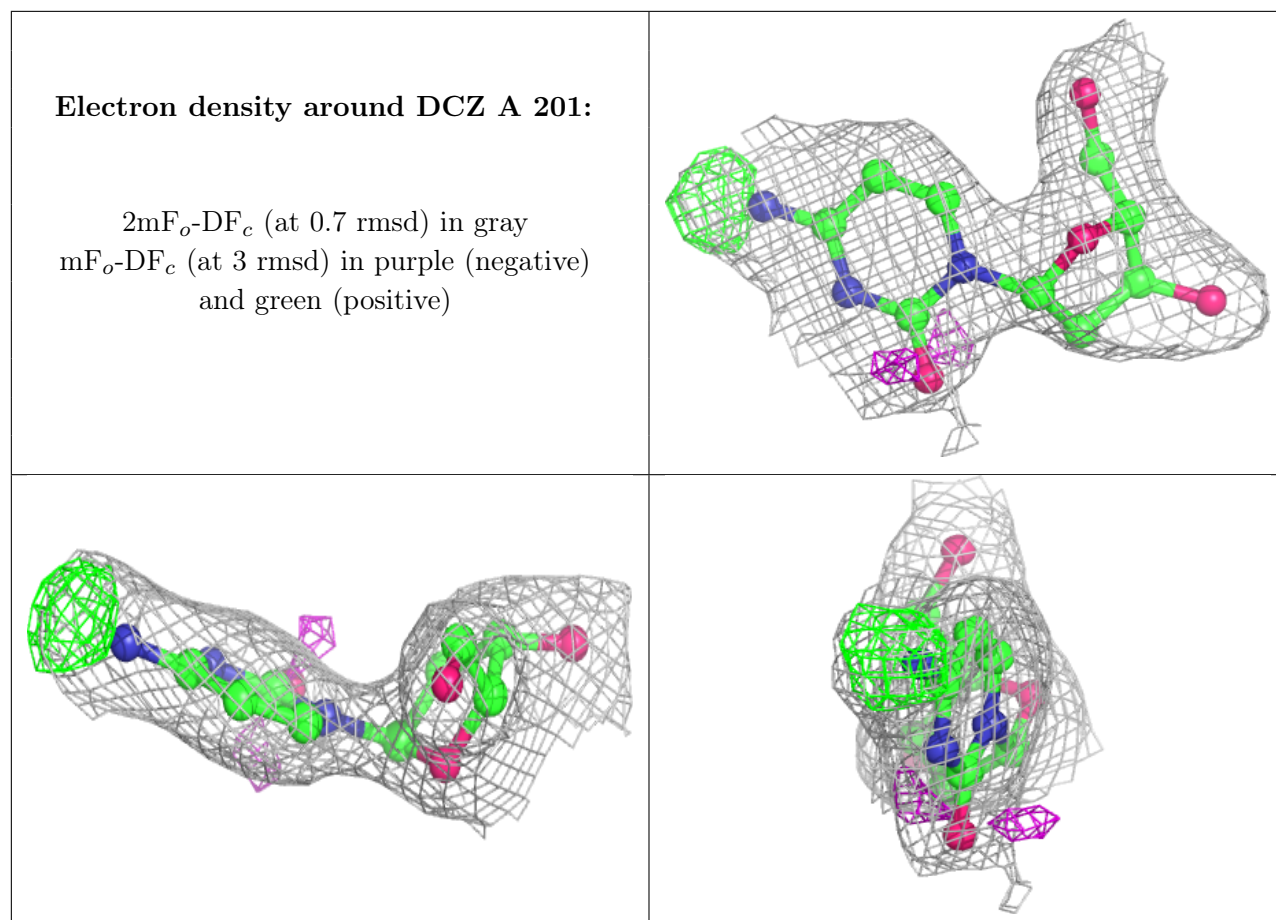 Electron density around DCZ A 201:
2mFₒ-DF𝒸 (at 0.7 rmsd) in gray
mFₒ-DF𝒸 (at 3 rmsd) in purple (negative)
and green (positive)